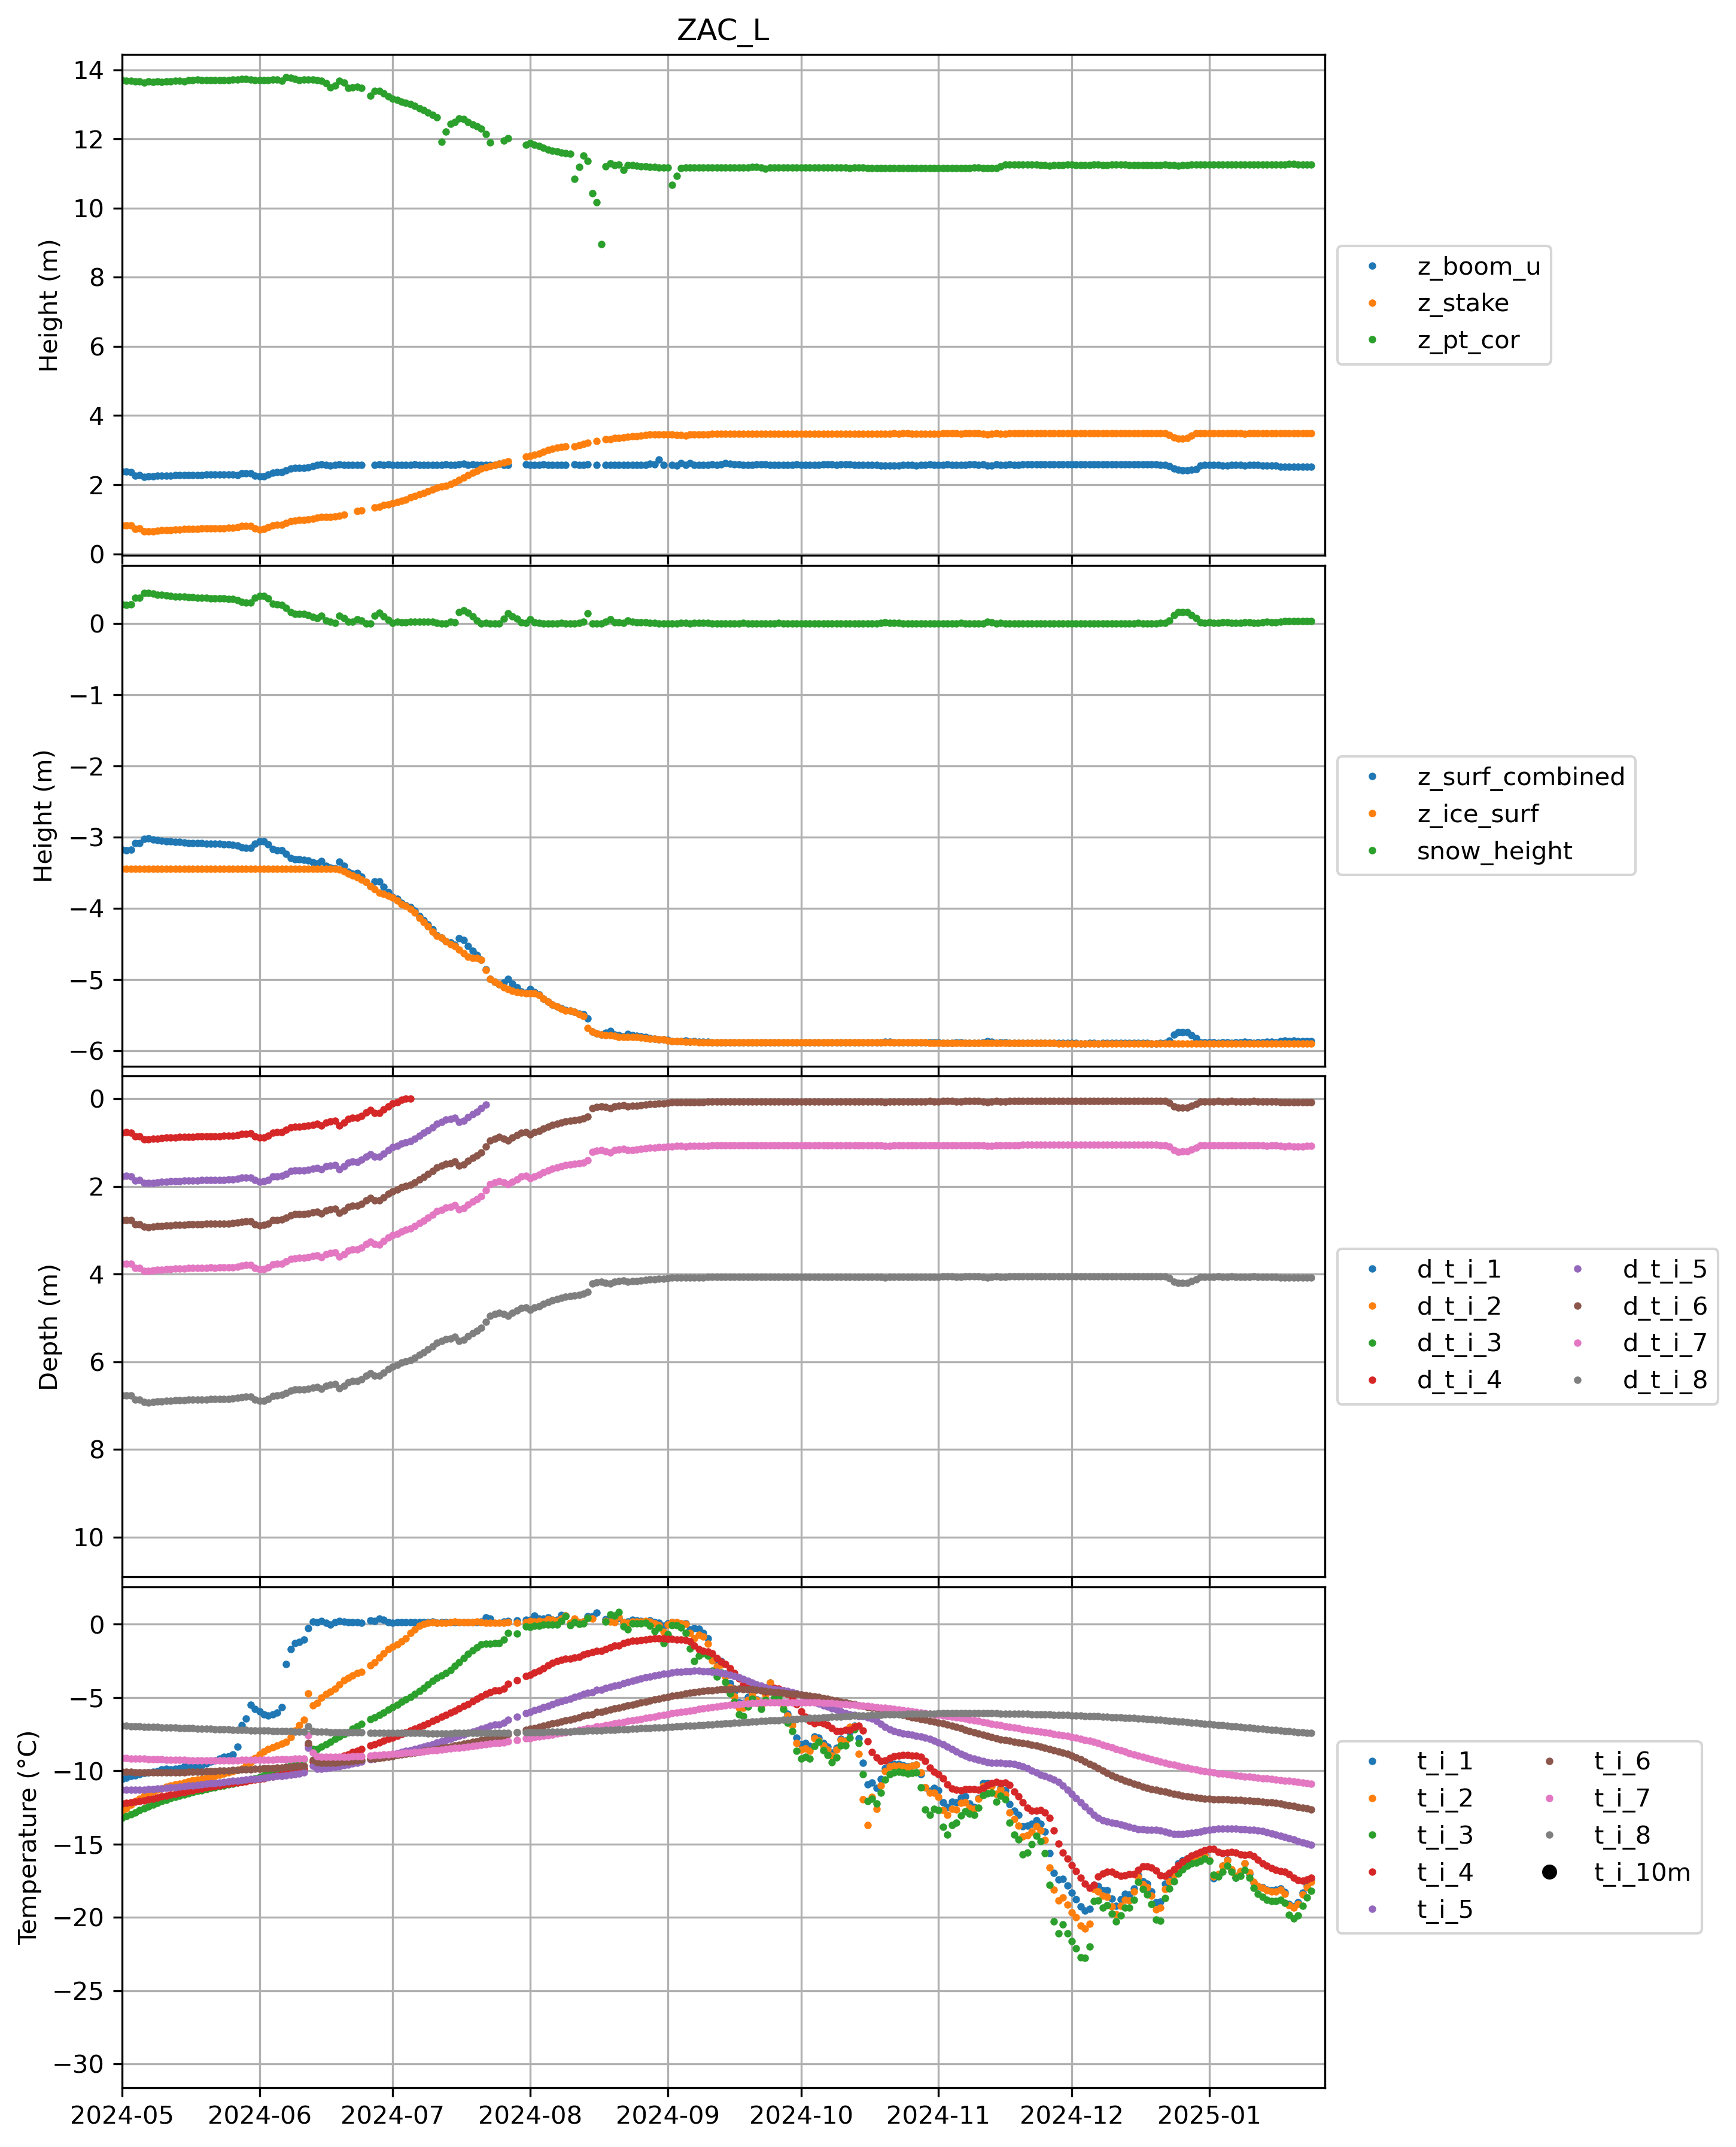 ZAC_L
14
12
10
8
6
4
2
0
Height (m)
z_boom_u
z_stake
z_pt_cor
0
−1
−2
−3
−4
−5
−6
Height (m)
z_surf_combined
z_ice_surf
snow_height
0
2
4
6
8
10
Depth (m)
d_t_i_1
d_t_i_2
d_t_i_3
d_t_i_4
d_t_i_5
d_t_i_6
d_t_i_7
d_t_i_8
0
−5
−10
−15
−20
−25
−30
Temperature (°C)
t_i_1
t_i_2
t_i_3
t_i_4
t_i_5
t_i_6
t_i_7
t_i_8
t_i_10m
2024-05 2024-06 2024-07 2024-08 2024-09 2024-10 2024-11 2024-12 2025-01